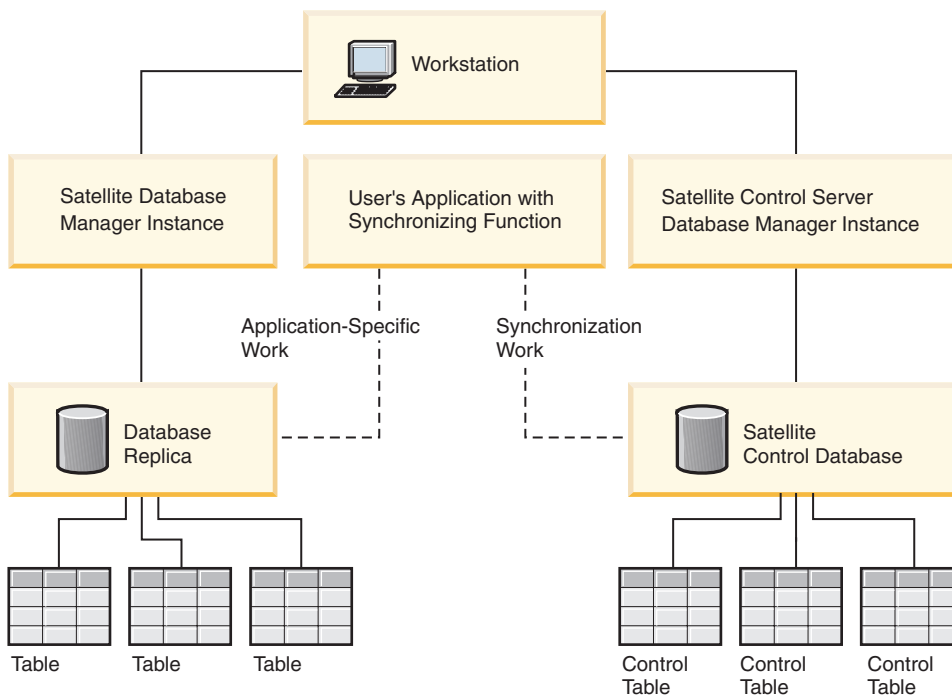 Workstation
Satellite Database
Manager Instance
User's Application with
Synchronizing Function
Satellite Control Server
Database Manager Instance
Application-Specific
Work
Synchronization
Work
Database
Replica
Satellite
Control Database
Table
Table
Table
Control
Table
Control
Table
Control
Table